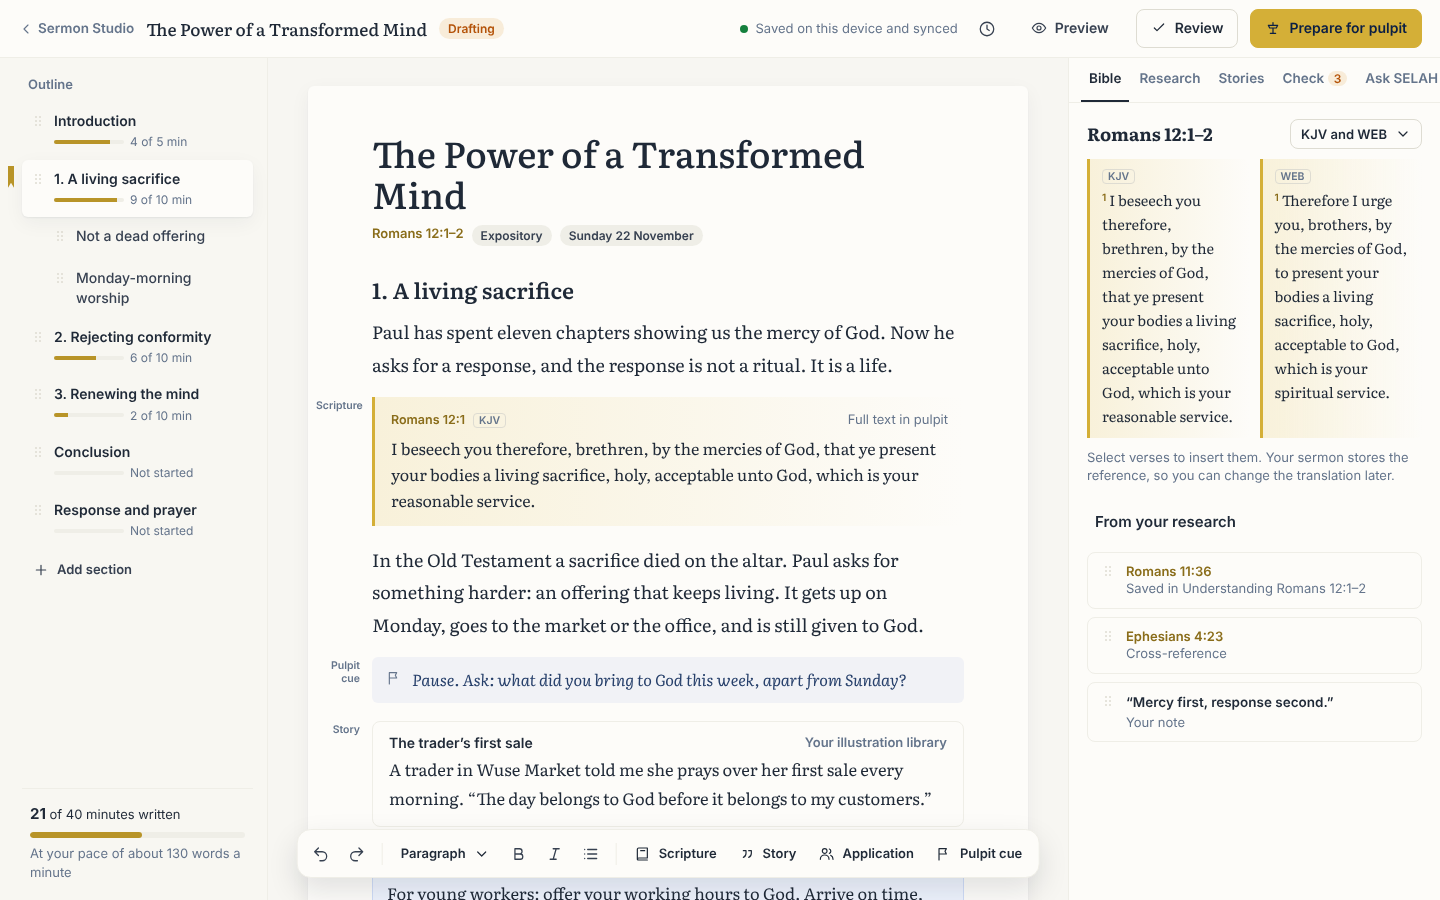 Sermon Studio
The Power of a Transformed Mind
Drafting
Saved on this device and synced
Preview
Review
Prepare for pulpit
Outline
Introduction
4 of 5 min
1. A living sacrifice
9 of 10 min
Not a dead offering
Monday-morning
worship
2. Rejecting conformity
6 of 10 min
3. Renewing the mind
2 of 10 min
Conclusion
Not started
Response and prayer
Not started
Add section
21 of 40 minutes written
At your pace of about 130 words a
minute
The Power of a Transformed
Mind
Romans 12:1–2
Expository
Sunday 22 November
1. A living sacrifice
Paul has spent eleven chapters showing us the mercy of God. Now he
asks for a response, and the response is not a ritual. It is a life.
Scripture
Romans 12:1 KJV
Full text in pulpit
I beseech you therefore, brethren, by the mercies of God, that ye present
your bodies a living sacrifice, holy, acceptable unto God, which is your
reasonable service.
In the Old Testament a sacrifice died on the altar. Paul asks for
something harder: an offering that keeps living. It gets up on
Monday, goes to the market or the office, and is still given to God.
Pulpit
cue
Pause. Ask: what did you bring to God this week, apart from Sunday?
Story
The trader’s first sale
Your illustration library
A trader in Wuse Market told me she prays over her first sale every
morning. “The day belongs to God before it belongs to my customers.”
Paragraph
B
I
Scripture
Story
Application
Pulpit cue
For young workers: offer your working hours to God. Arrive on time.
Bible
Research
Stories
Check 3
Ask SELAH
Romans 12:1–2
KJV and WEB
KJV
1 I beseech you
therefore,
brethren, by the
mercies of God,
that ye present
your bodies a living
sacrifice, holy,
acceptable unto
God, which is your
reasonable service.
WEB
1 Therefore I urge
you, brothers, by
the mercies of God,
to present your
bodies a living
sacrifice, holy,
acceptable to God,
which is your
spiritual service.
Select verses to insert them. Your sermon stores the
reference, so you can change the translation later.
From your research
Romans 11:36
Saved in Understanding Romans 12:1–2
Ephesians 4:23
Cross-reference
“Mercy first, response second.”
Your note